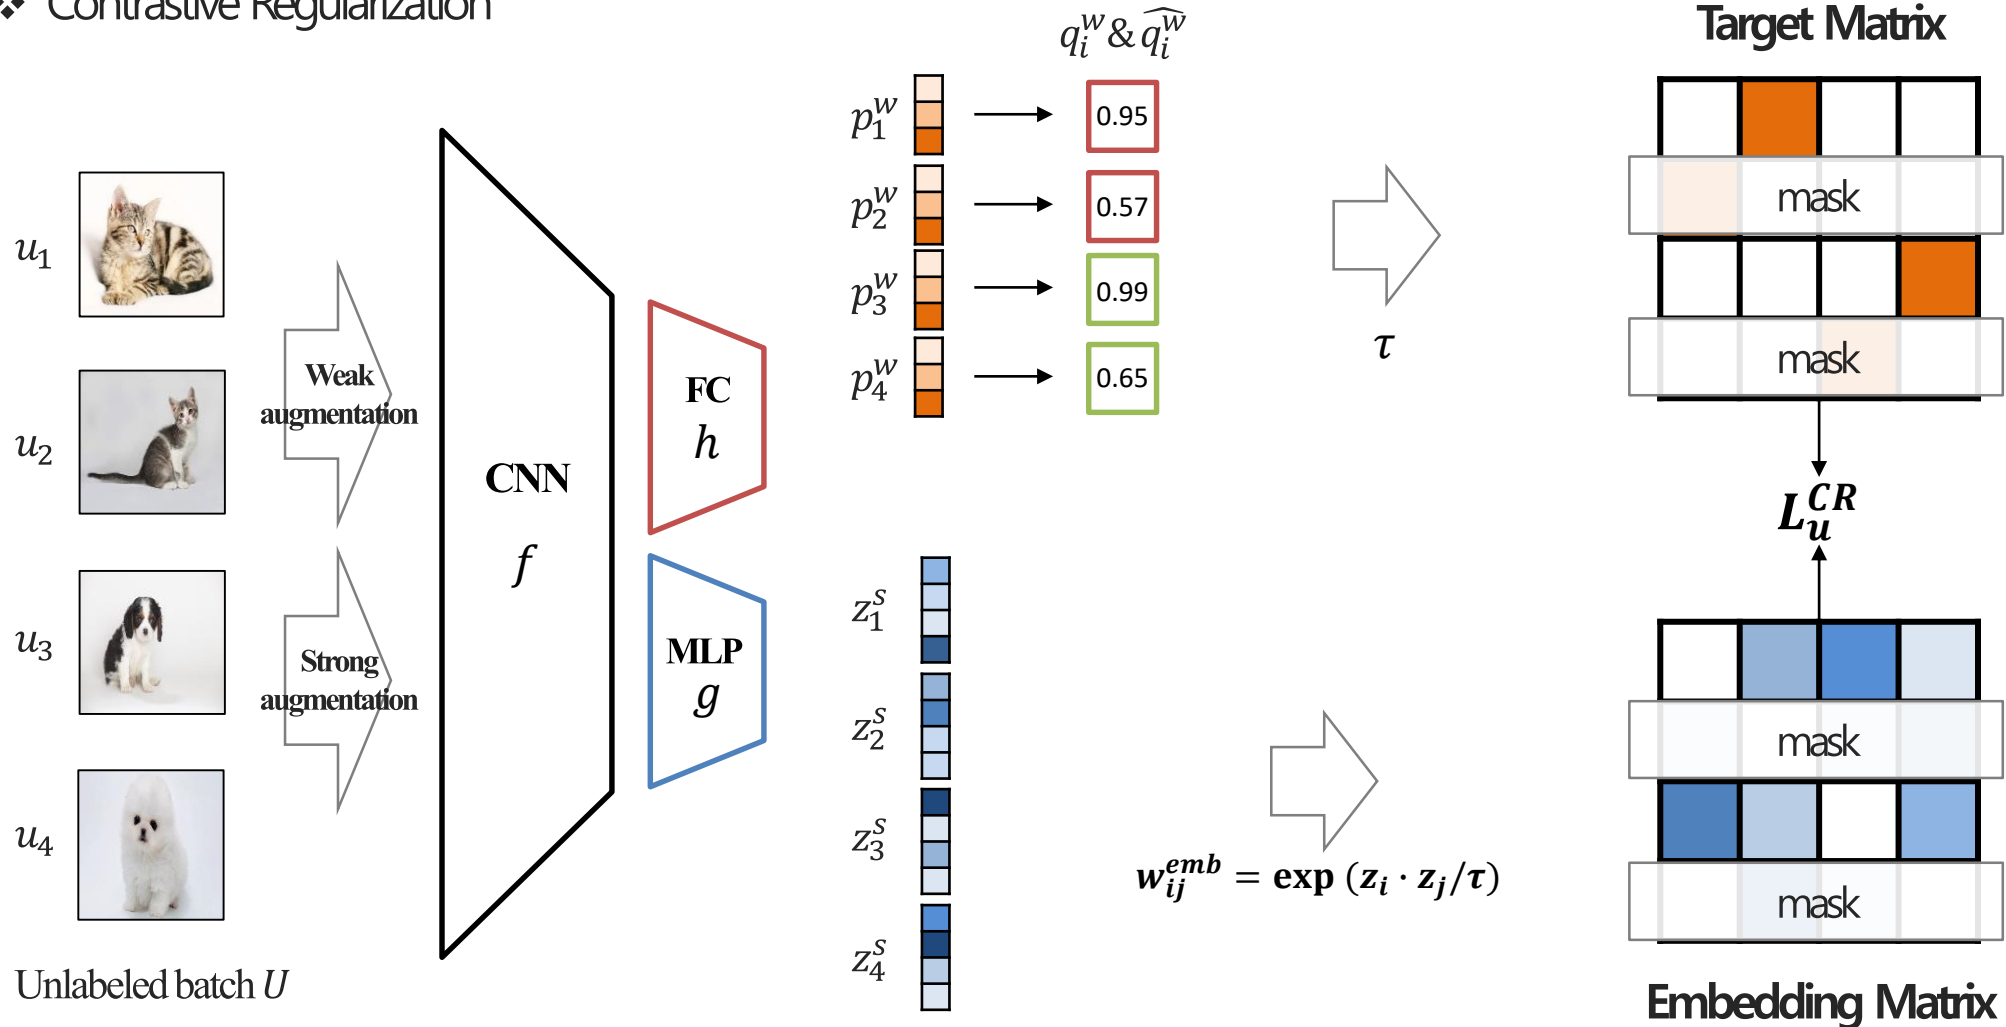 ❖ Contrastive Regularization
q_i^w & \widehat{q_i^w}
Target Matrix
p_1^w
0.95
p_2^w
0.57
p_3^w
0.99
p_4^w
0.65
mask
mask
τ
u_1
u_2
u_3
u_4
Weak
augmentation
Strong
augmentation
CNN
f
FC
h
MLP
g
L_u^{CR}
z_1^s
z_2^s
z_3^s
z_4^s
w_{ij}^{emb} = exp (z_i · z_j/τ)
mask
mask
Unlabeled batch U
Embedding Matrix